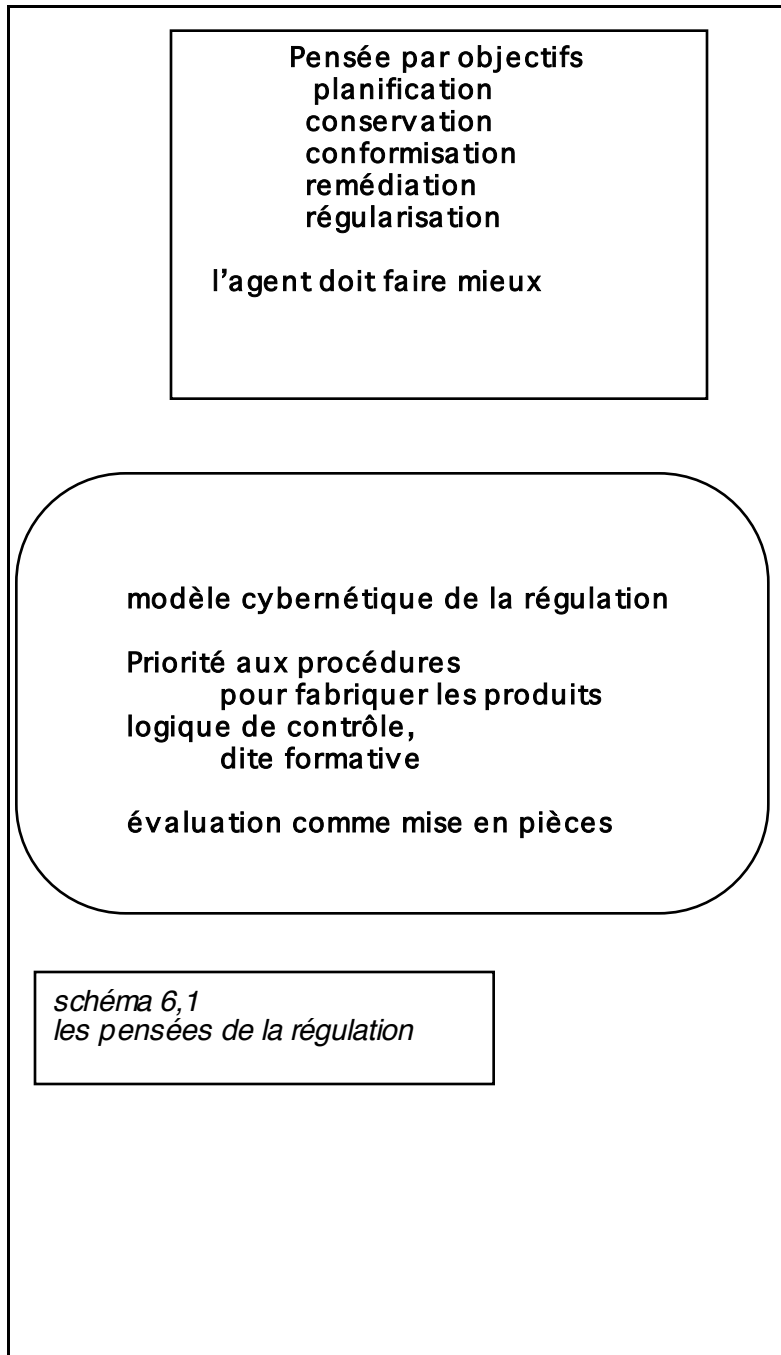 Pensée par objectifs
planification
conservation
conformisation
remédiation
régularisation
l'agent doit faire mieux
modèle cybernétique de la régulation
Priorité aux procédures
pour fabriquer les produits
logique de contrôle,
dite formative
évaluation comme mise en pièces
schéma 6,1
les pensées de la régulation